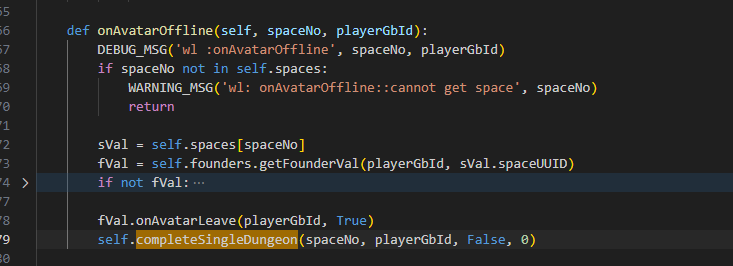 65
66 def onAvatarOffline(self, spaceNo, playerGbId):
67 DEBUG_MSG('wl :onAvatarOffline', spaceNo, playerGbId)
68 if spaceNo not in self.spaces:
69 WARNING_MSG('wl: onAvatarOffline::cannot get space', spaceNo)
70 return
71
72 sVal = self.spaces[spaceNo]
73 fVal = self.founders.getFounderVal(playerGbId, sVal.spaceUUID)
74 if not fVal:⋯
77
78 fVal.onAvatarLeave(playerGbId, True)
79 self.completeSingleDungeon(spaceNo, playerGbId, False, 0)
80